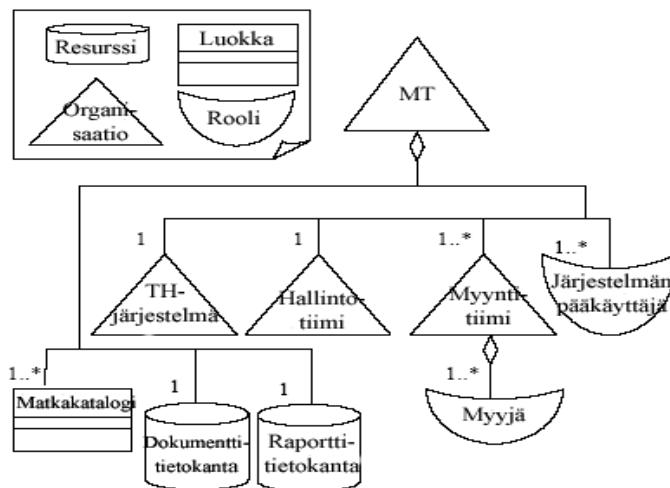 Resurssi
Luokka
Organi-
saatio
Rooli
MT
1
1
1..*
1..*
TH-
järjestelmä
Hallinto-
tiimi
Myynti-
tiimi
Järjestelmän
pääkäyttäjä
1..*
1
1
1..*
Matkakatalogi
Dokumentti-
tietokanta
Raportti-
tietokanta
Myyjä